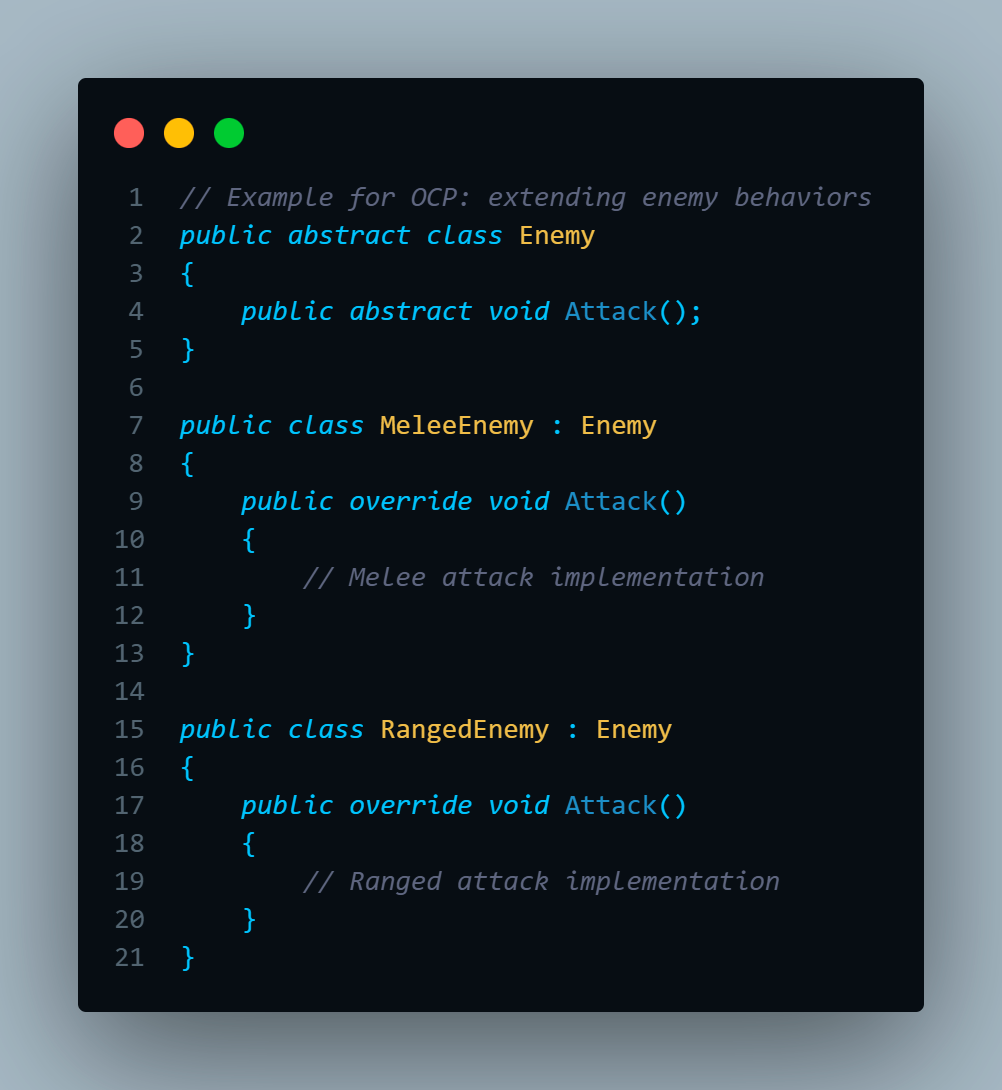 1 // Example for OCP: extending enemy behaviors
2 public abstract class Enemy
3 {
4     public abstract void Attack();
5 }
6
7 public class MeleeEnemy : Enemy
8 {
9     public override void Attack()
10     {
11         // Melee attack implementation
12     }
13 }
14
15 public class RangedEnemy : Enemy
16 {
17     public override void Attack()
18     {
19         // Ranged attack implementation
20     }
21 }